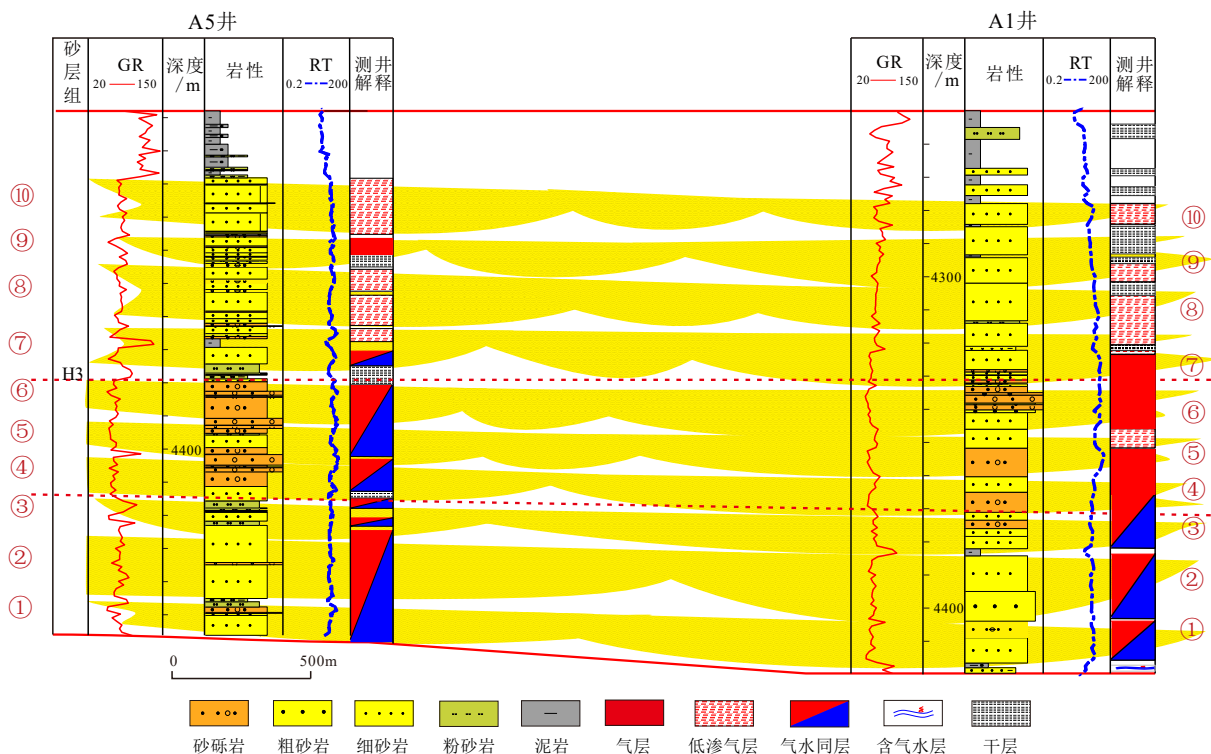 A5井
A1井
砂层组
GR
20 150
深度/m
岩性
RT
0.2 200
测井解释
GR
20 150
深度/m
岩性
RT
0.2 200
测井解释
⑩
⑨
⑧
⑦
H3
⑥
⑤
④
③
②
①
4400
4300
4400
⑩
⑨
⑧
⑦
⑥
⑤
④
③
②
①
0 500m
砂砾岩 粗砂岩 细砂岩 粉砂岩 泥岩 气层 低渗气层 气水同层 含气水层 干层